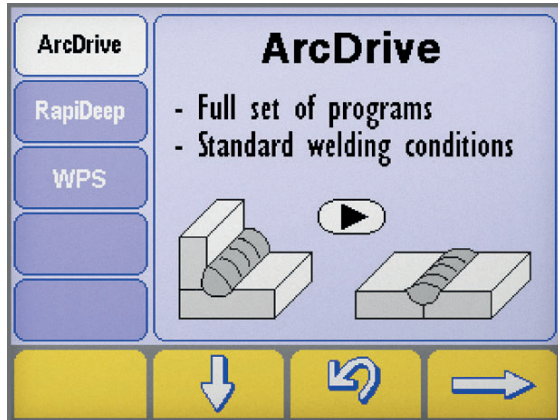 ArcDrive
RapiDeep
WPS
ArcDrive
- Full set of programs
- Standard welding conditions